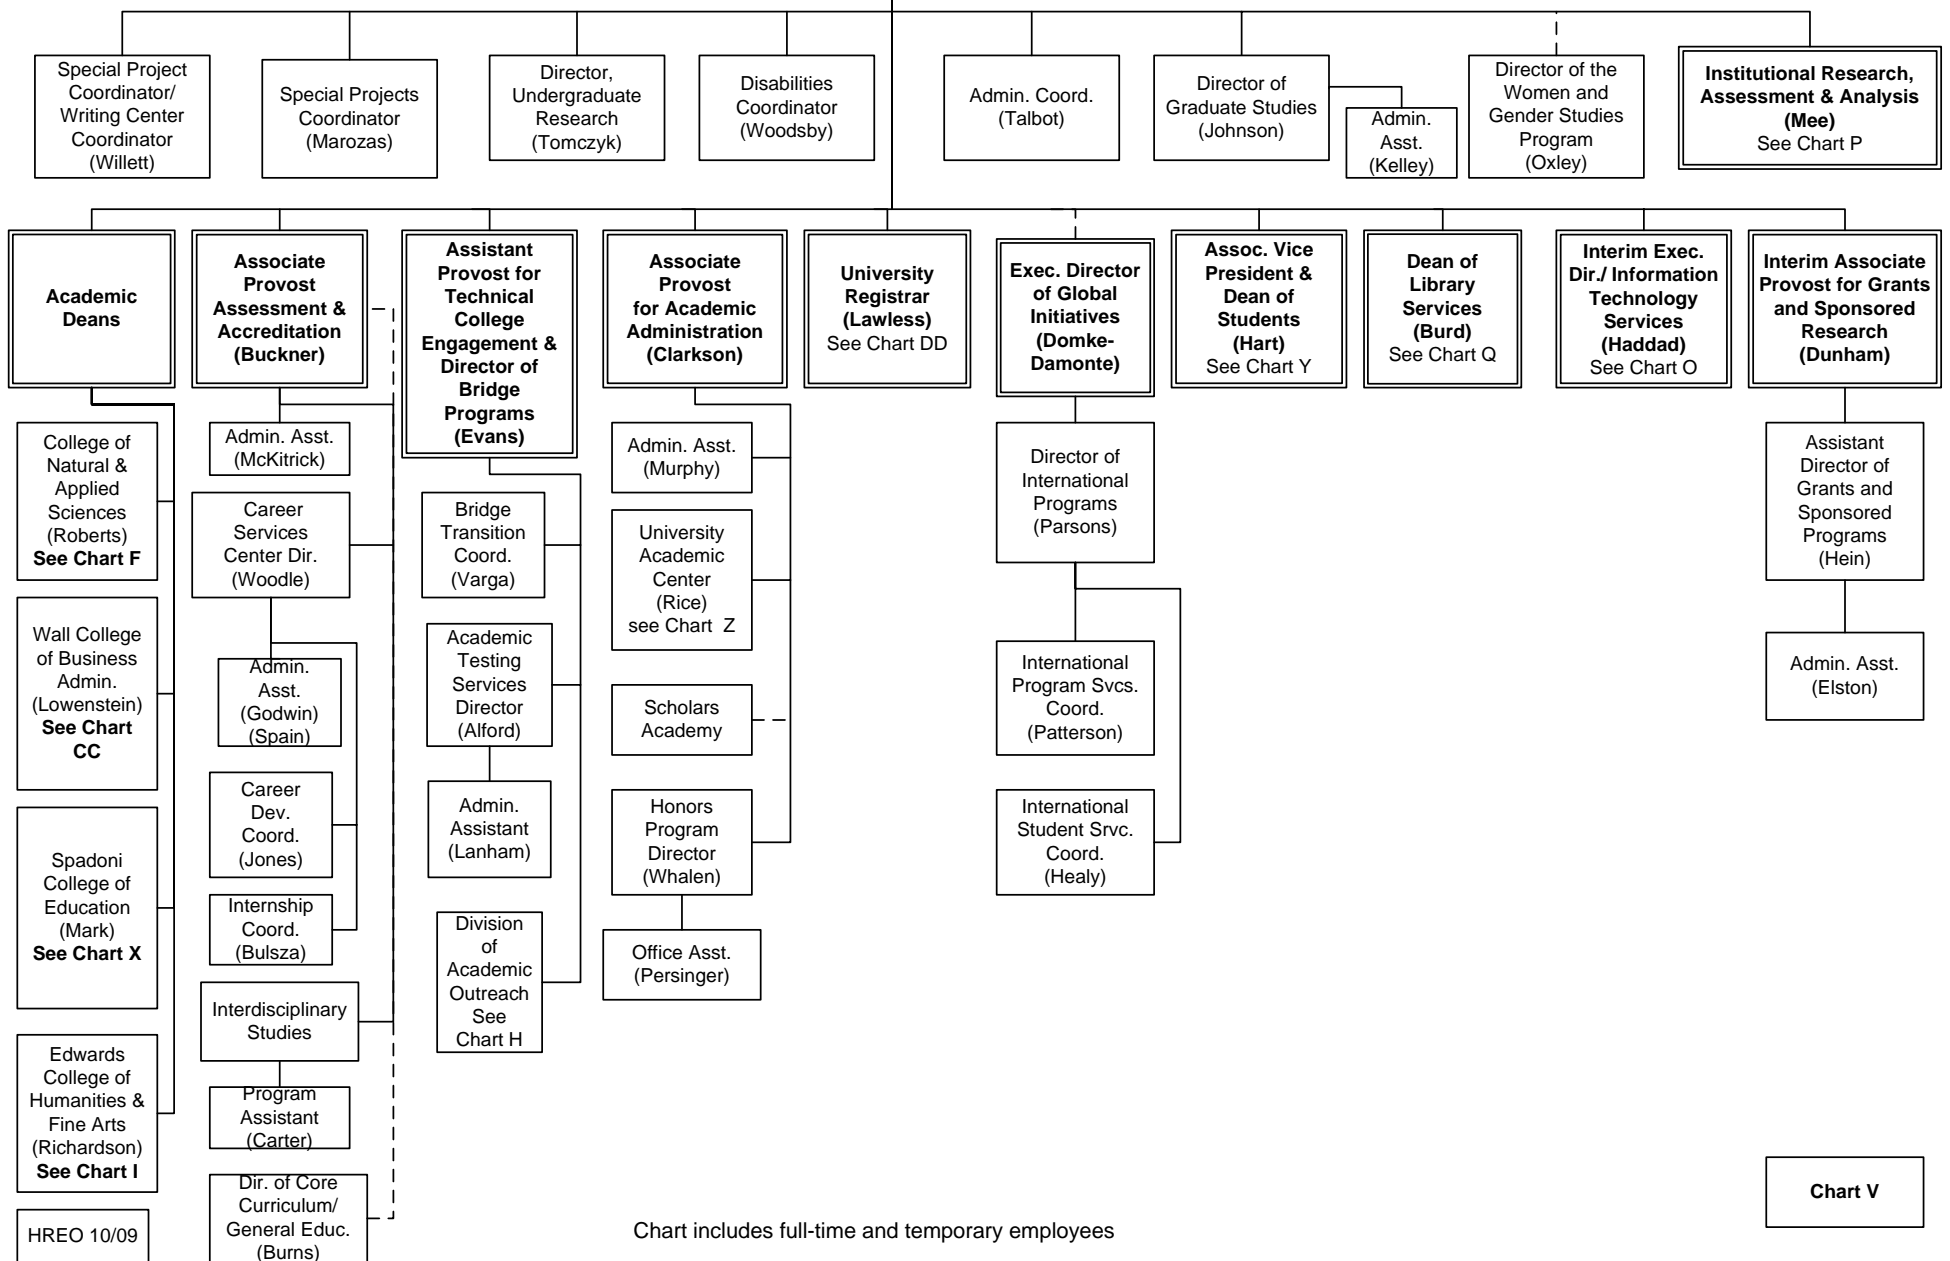 Special Project
Coordinator/
Writing Center
Coordinator
(Willett)
Special Projects
Coordinator
(Marozas)
Director,
Undergraduate
Research
(Tomczyk)
Disabilities
Coordinator
(Woodsby)
Admin. Coord.
(Talbot)
Director of
Graduate Studies
(Johnson)
Admin.
Asst.
(Kelley)
Director of the
Women and
Gender Studies
Program
(Oxley)
Institutional Research,
Assessment & Analysis
(Mee)
See Chart P
Academic
Deans
Associate
Provost
Assessment &
Accreditation
(Buckner)
Assistant
Provost for
Technical
College
Engagement &
Director of
Bridge
Programs
(Evans)
Associate
Provost
for Academic
Administration
(Clarkson)
University
Registrar
(Lawless)
See Chart DD
Exec. Director
of Global
Initiatives
(Domke-
Damonte)
Assoc. Vice
President &
Dean of
Students
(Hart)
See Chart Y
Dean of
Library
Services
(Burd)
See Chart Q
Interim Exec.
Dir./ Information
Technology
Services
(Haddad)
See Chart O
Interim Associate
Provost for Grants
and Sponsored
Research
(Dunham)
College of
Natural &
Applied
Sciences
(Roberts)
See Chart F
Wall College
of Business
Admin.
(Lowenstein)
See Chart
CC
Spadoni
College of
Education
(Mark)
See Chart X
Edwards
College of
Humanities &
Fine Arts
(Richardson)
See Chart I
HREO 10/09
Admin. Asst.
(McKitrick)
Career
Services
Center Dir.
(Woodle)
Admin.
Asst.
(Godwin)
(Spain)
Career
Dev.
Coord.
(Jones)
Internship
Coord.
(Bulsza)
Interdisciplinary
Studies
Program
Assistant
(Carter)
Dir. of Core
Curriculum/
General Educ.
(Burns)
Bridge
Transition
Coord.
(Varga)
Academic
Testing
Services
Director
(Alford)
Admin.
Assistant
(Lanham)
Division
of
Academic
Outreach
See
Chart H
Admin. Asst.
(Murphy)
University
Academic
Center
(Rice)
see Chart Z
Scholars
Academy
Honors
Program
Director
(Whalen)
Office Asst.
(Persinger)
Director of
International
Programs
(Parsons)
International
Program Svcs.
Coord.
(Patterson)
International
Student Srvc.
Coord.
(Healy)
Assistant
Director of
Grants and
Sponsored
Programs
(Hein)
Admin. Asst.
(Elston)
Chart V
Chart includes full-time and temporary employees